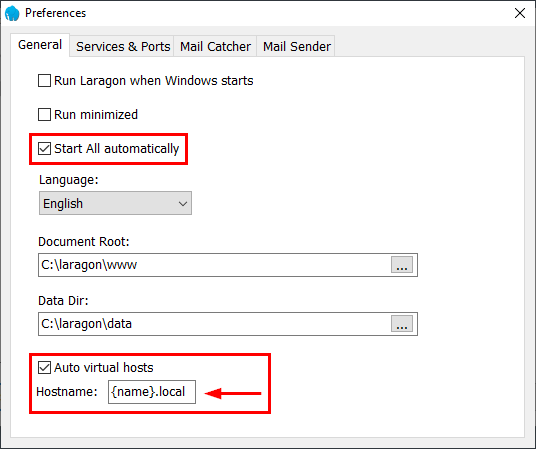 Preferences
General Services & Ports Mail Catcher Mail Sender
Run Laragon when Windows starts
Run minimized
Start All automatically
Language:
English
Document Root:
C:\laragon\www
...
Data Dir:
C:\laragon\data
...
Auto virtual hosts
Hostname: {name}.local